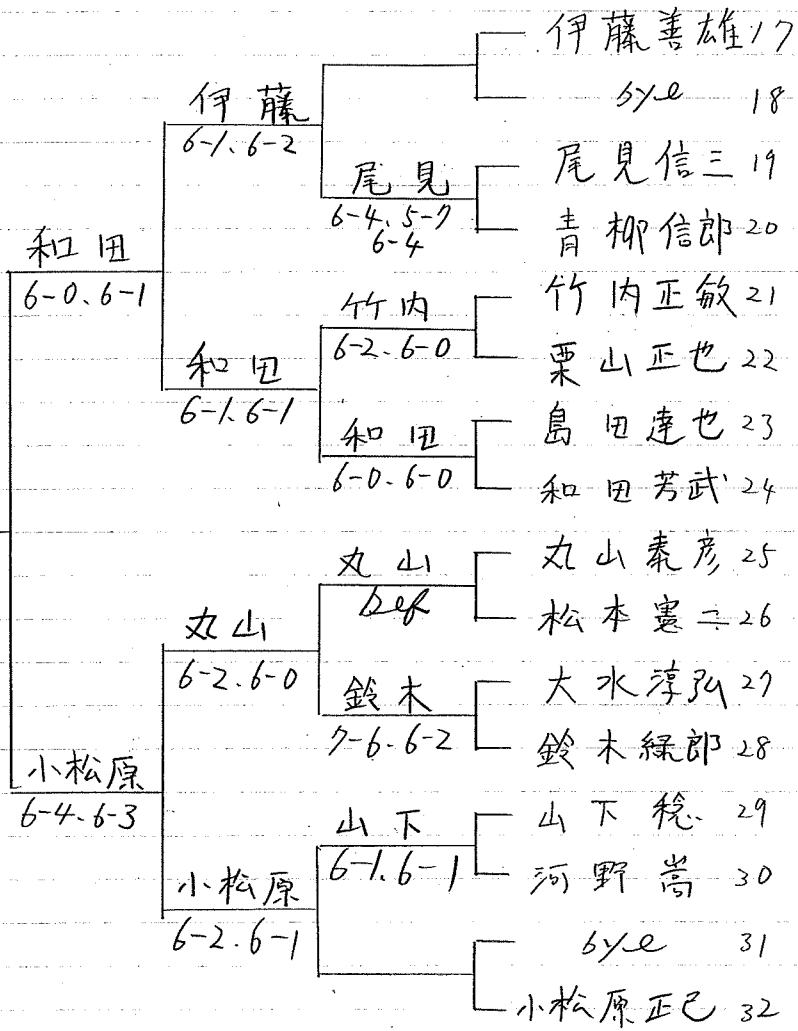 伊藤善雄 17
bye 18
伊藤
6-1、6-2
尾見信三 19
尾見
6-4、5-7
6-4
青柳信郎 20
和田
6-0、6-1
竹内正敏 21
竹内
6-2、6-0
栗山正也 22
和田
6-1、6-1
島田達也 23
和田
6-0、6-0
和田芳武 24
丸山泰彦 25
丸山
Def
松本憲二 26
丸山
6-2、6-0
大水淳弘 27
鈴木
7-6、6-2
鈴木緑郎 28
小松原
6-4、6-3
山下稔 29
山下
6-1、6-1
河野嵩 30
小松原
6-2、6-1
bye 31
小松原正己 32